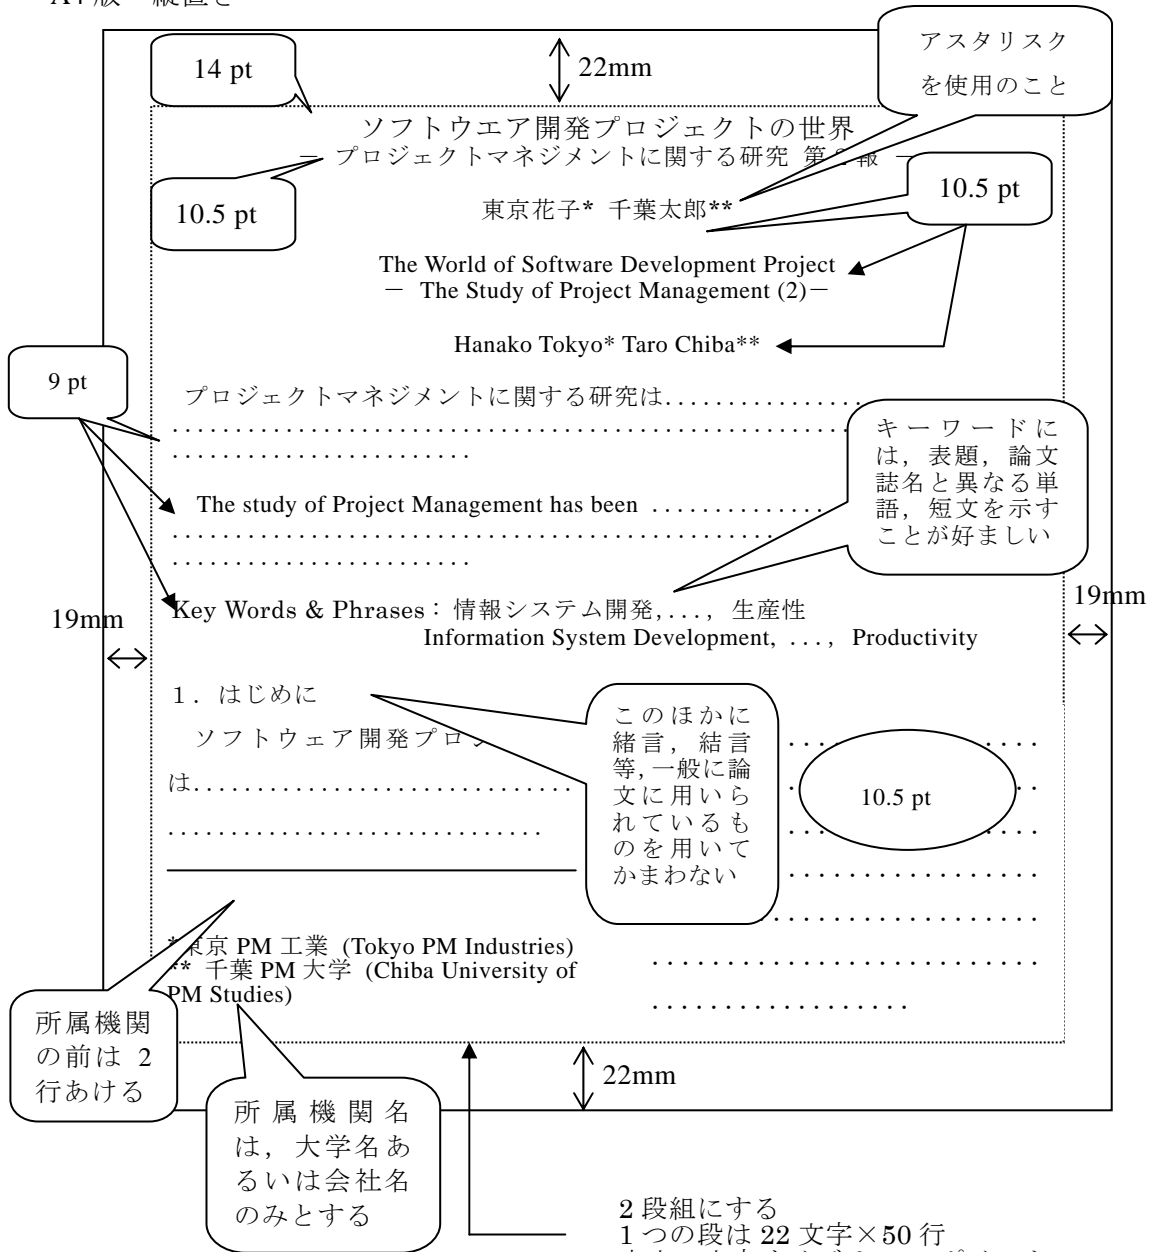 A4版 縦置き
14 pt
22mm
アスタリスク
を使用のこと
ソフトウエア開発プロジェクトの世界
― プロジェクトマネジメントに関する研究 第 報 ―
10.5 pt
東京花子* 千葉太郎**
10.5 pt
The World of Software Development Project
― The Study of Project Management (2)―
Hanako Tokyo* Taro Chiba**
9 pt
プロジェクトマネジメントに関する研究は................
......................................................
........................
キーワードに
は,表題,論文
誌名と異なる単
語,短文を示す
ことが好ましい
The study of Project Management has been ..............
................................................
........................
Key Words & Phrases:情報システム開発,...,生産性
Information System Development, ..., Productivity
19mm
19mm
1.はじめに
ソフトウェア開発プロ
は...............................
..............................
このほかに
緒言,結言
等,一般に論
文に用いら
れているも
のを用いて
かまわない
10.5 pt
*東京 PM 工業 (Tokyo PM Industries)
** 千葉 PM 大学 (Chiba University of
PM Studies)
所属機関
の前は 2
行あける
22mm
所属機関名
は,大学名あ
るいは会社名
のみとする
2 段組にする
1 つの段は 22 文字×50 行